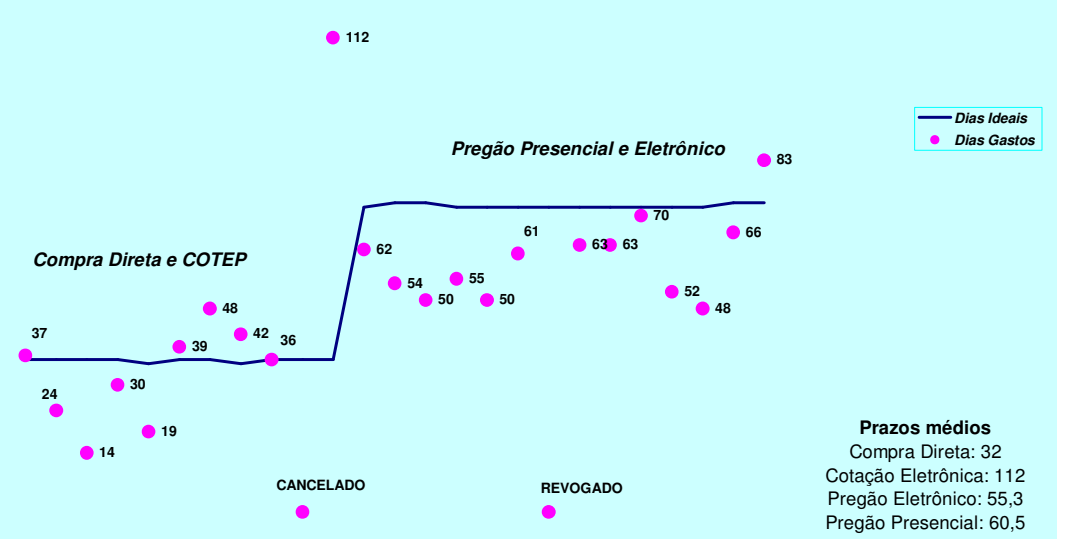 112
Dias Ideais
Dias Gastos
Pregão Presencial e Eletrônico
83
70
61
63
63
66
62
Compra Direta e COTEP
54
55
50
50
52
48
48
37
42
36
39
30
24
19
14
CANCELADO
REVOGADO
Prazos médios
Compra Direta: 32
Cotação Eletrônica: 112
Pregão Eletrônico: 55,3
Pregão Presencial: 60,5